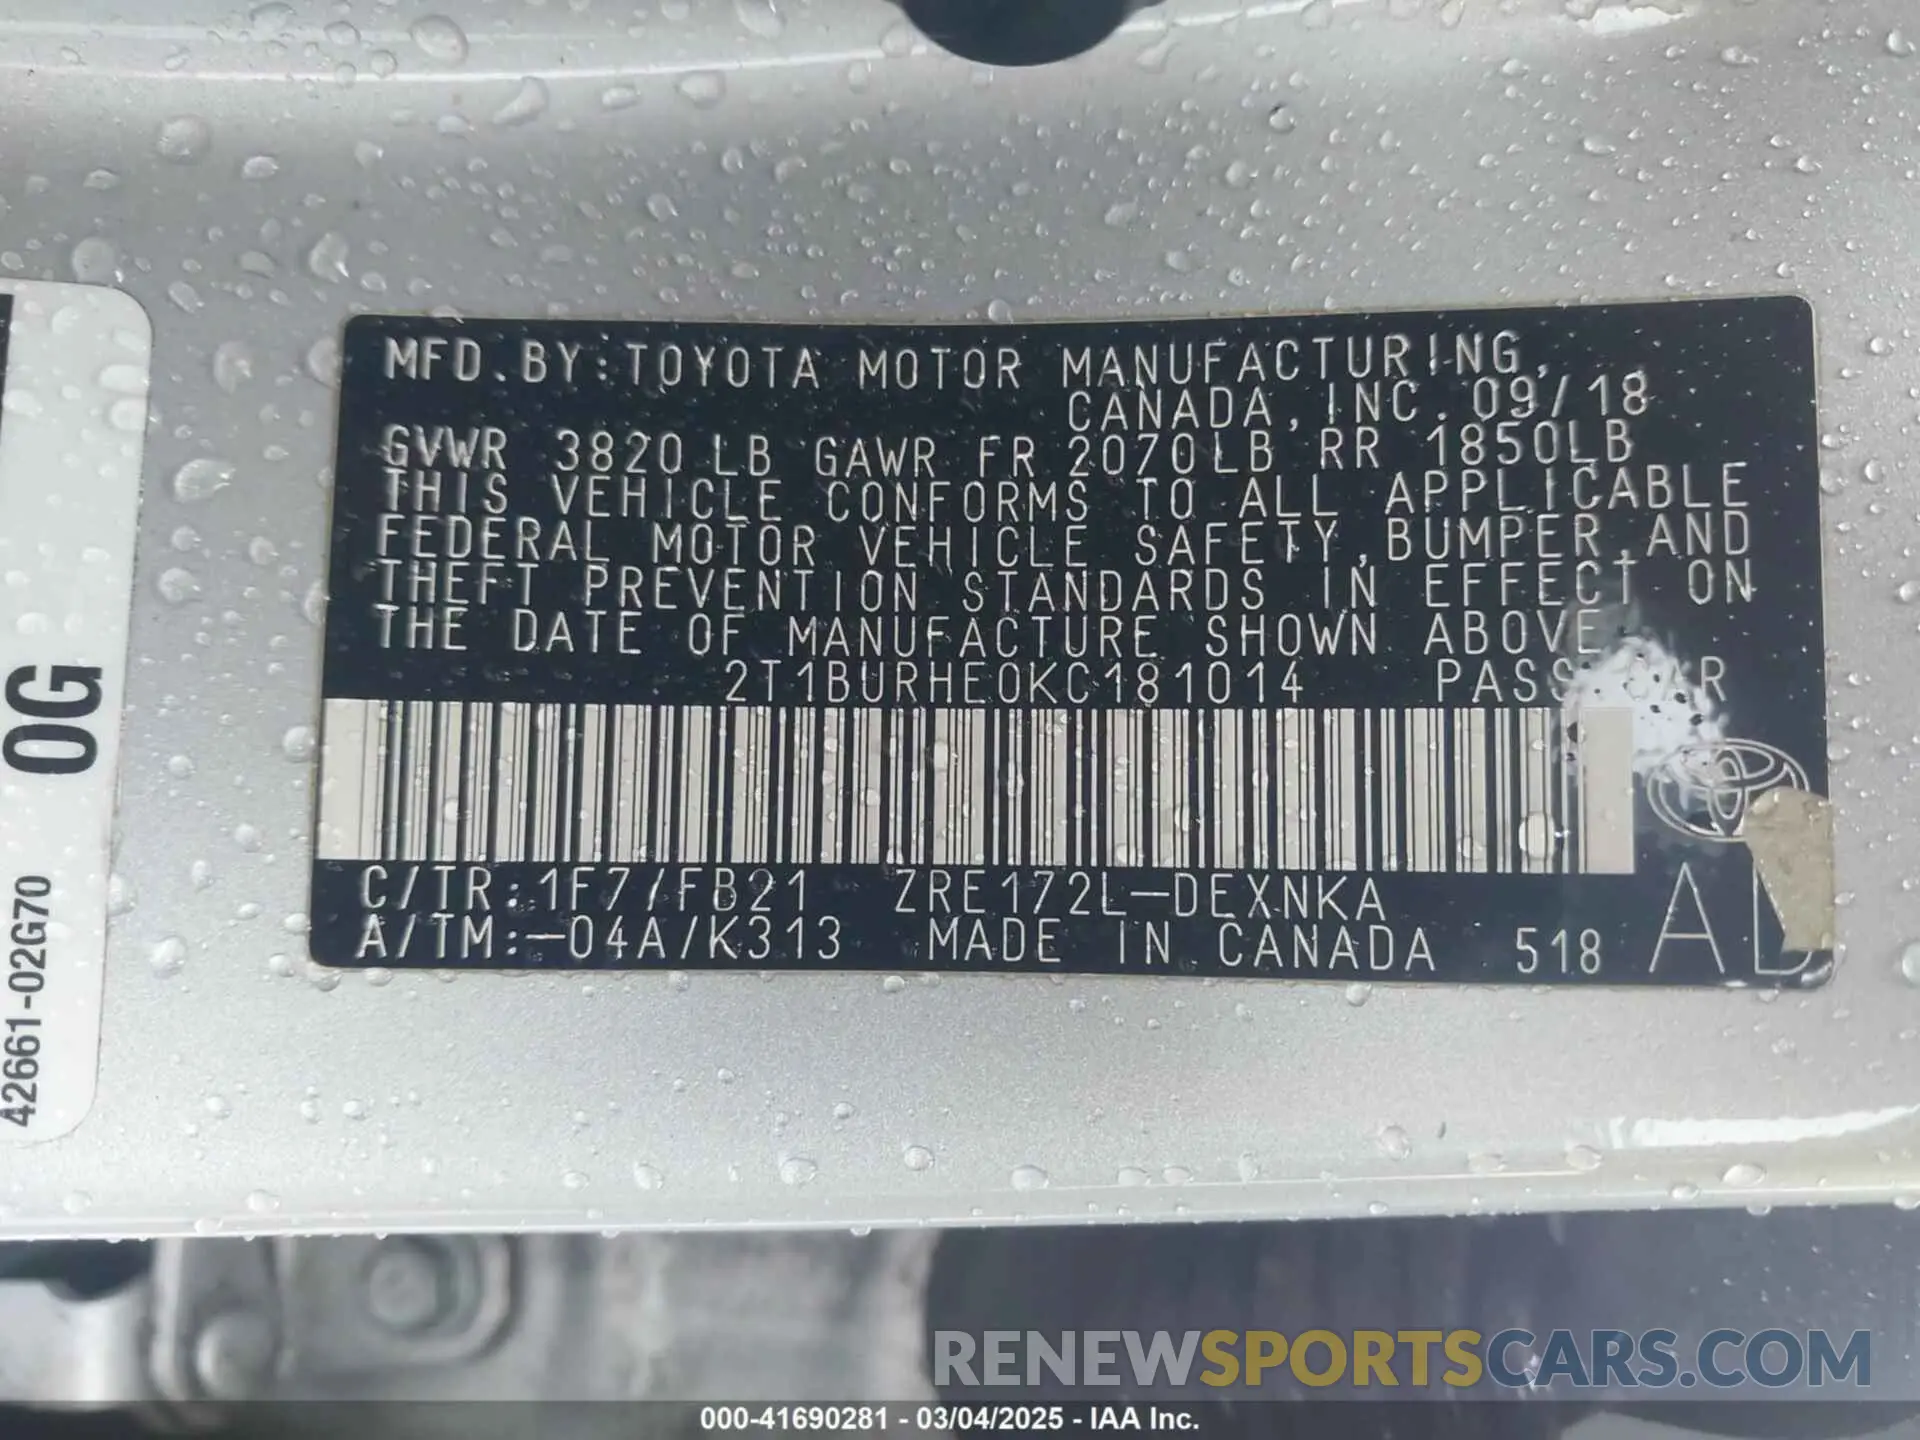 MFD. BY: TOYOTA MOTOR MANUFACTURING,
CANADA, INC. 09/18
GVWR 3820 LB GAWR FR 2070LB RR 1850LB
THIS VEHICLE CONFORMS TO ALL APPLICABLE
FEDERAL MOTOR VEHICLE SAFETY, BUMPER, AND
THEFT PREVENTION STANDARDS IN EFFECT ON
THE DATE OF MANUFACTURE SHOWN ABOVE
2T1BURHE0KC181014
C/TR: 1F7/FB21 ZRE172L-DEXNKA
A/TM: -04A/K313 MADE IN CANADA 518
0G
42661-02G70
RENEWSPORTSCARS.COM
000-41690281 - 03/04/2025 - IAA Inc.